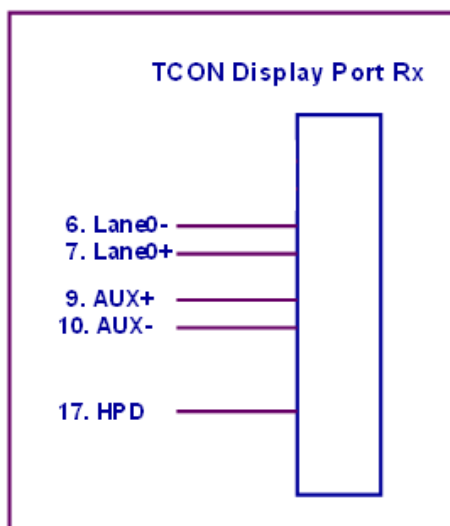 TCON Display Port Rx
6. Lane0-
7. Lane0+
9. AUX+
10. AUX-
17. HPD